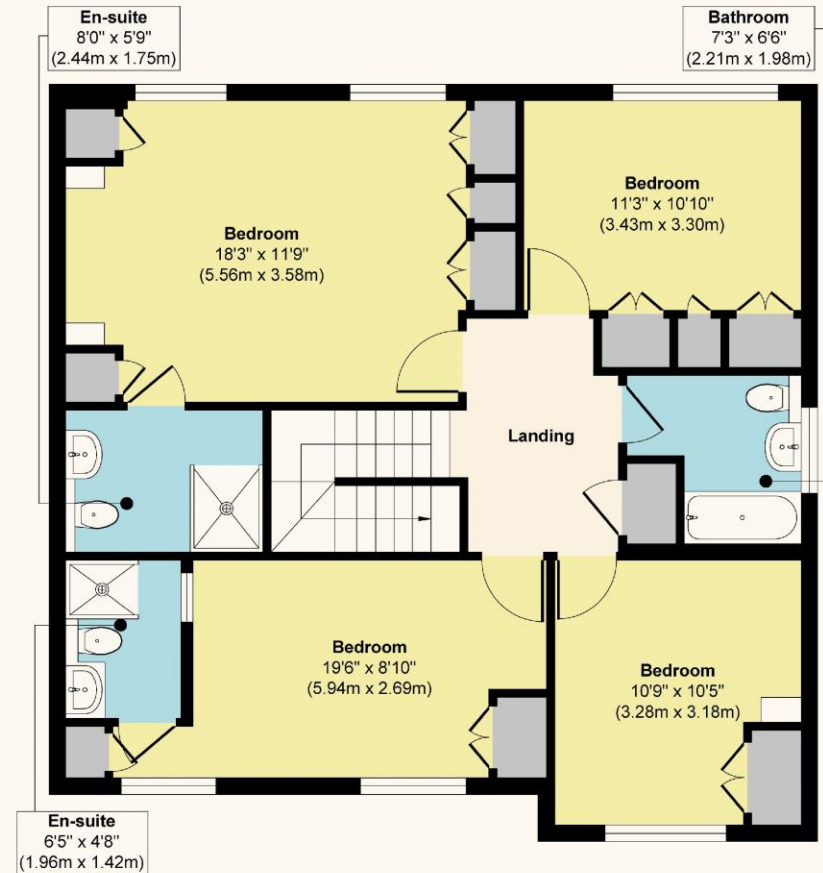 En-suite
8'0" x 5'9"
(2.44m x 1.75m)
Bathroom
7'3" x 6'6"
(2.21m x 1.98m)
Bedroom
18'3" x 11'9"
(5.56m x 3.58m)
Bedroom
11'3" x 10'10"
(3.43m x 3.30m)
Landing
Bedroom
19'6" x 8'10"
(5.94m x 2.69m)
Bedroom
10'9" x 10'5"
(3.28m x 3.18m)
En-suite
6'5" x 4'8"
(1.96m x 1.42m)